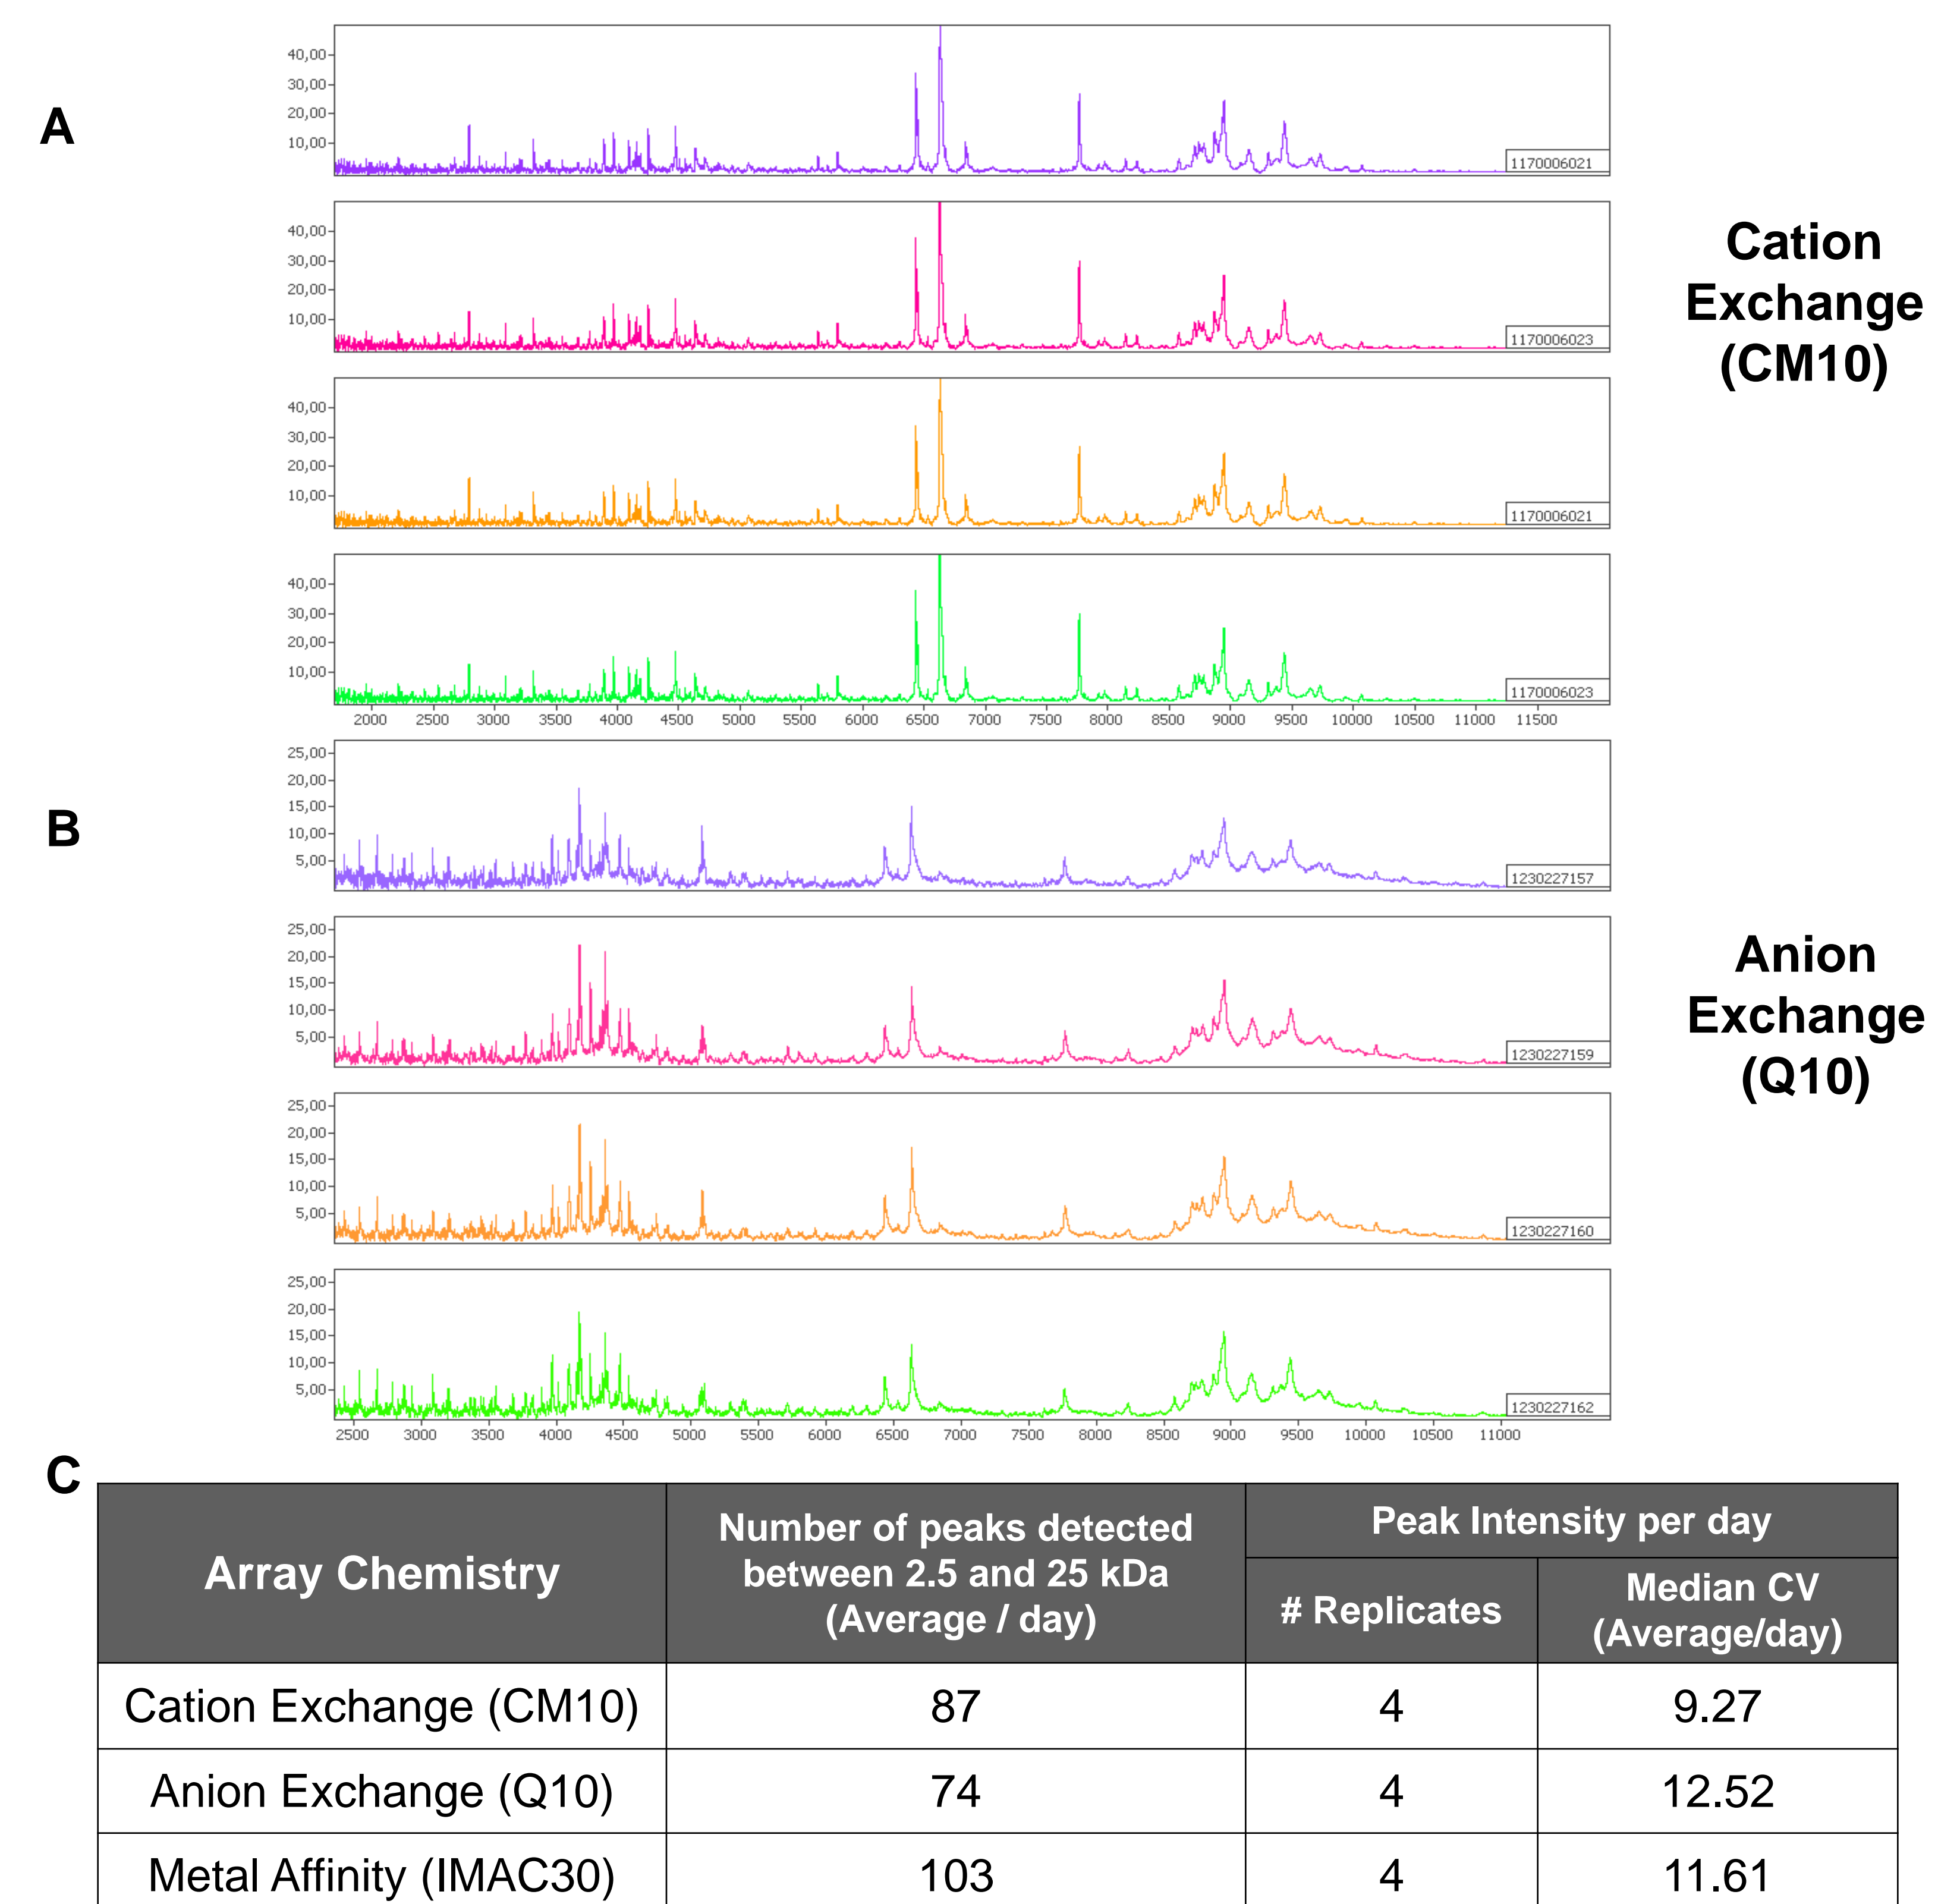 A
40,00
30,00
20,00
10,00
1170006021
40,00
30,00
20,00
10,00
1170006023
Cation
Exchange
(CM10)
40,00
30,00
20,00
10,00
1170006021
40,00
30,00
20,00
10,00
1170006023
2000 2500 3000 3500 4000 4500 5000 5500 6000 6500 7000 7500 8000 8500 9000 9500 10000 10500 11000 11500
B
25,00
20,00
15,00
10,00
5,00
1230227157
25,00
20,00
15,00
10,00
5,00
1230227159
Anion
Exchange
(Q10)
25,00
20,00
15,00
10,00
5,00
1230227160
25,00
20,00
15,00
10,00
5,00
1230227162
2500 3000 3500 4000 4500 5000 5500 6000 6500 7000 7500 8000 8500 9000 9500 10000 10500 11000
C
Array Chemistry
Number of peaks detected
between 2.5 and 25 kDa
(Average / day)
Peak Intensity per day
# Replicates
Median CV
(Average/day)
Cation Exchange (CM10) 87 4 9.27
Anion Exchange (Q10) 74 4 12.52
Metal Affinity (IMAC30) 103 4 11.61